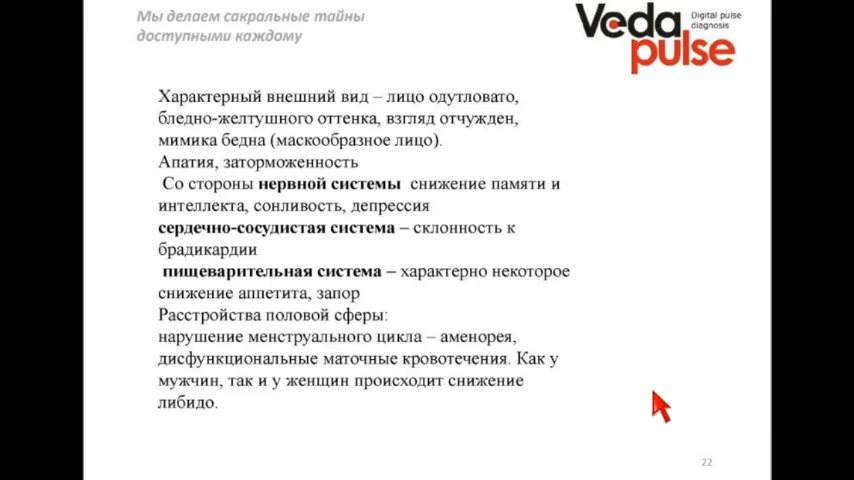 Мы делаем сакральные тайны
доступными каждому
Veda
pulse
Digital pulse
diagnosis
Характерный внешний вид – лицо одутловато,
бледно-желтушного оттенка, взгляд отчужден,
мимика бедна (маскообразное лицо).
Апатия, заторможенность
Со стороны нервной системы снижение памяти и
интеллекта, сонливость, депрессия
сердечно-сосудистая система – склонность к
брадикардии
пищеварительная система – характерно некоторое
снижение аппетита, запор
Расстройства половой сферы:
нарушение менструального цикла – аменорея,
дисфункциональные маточные кровотечения. Как у
мужчин, так и у женщин происходит снижение
либидо.
22